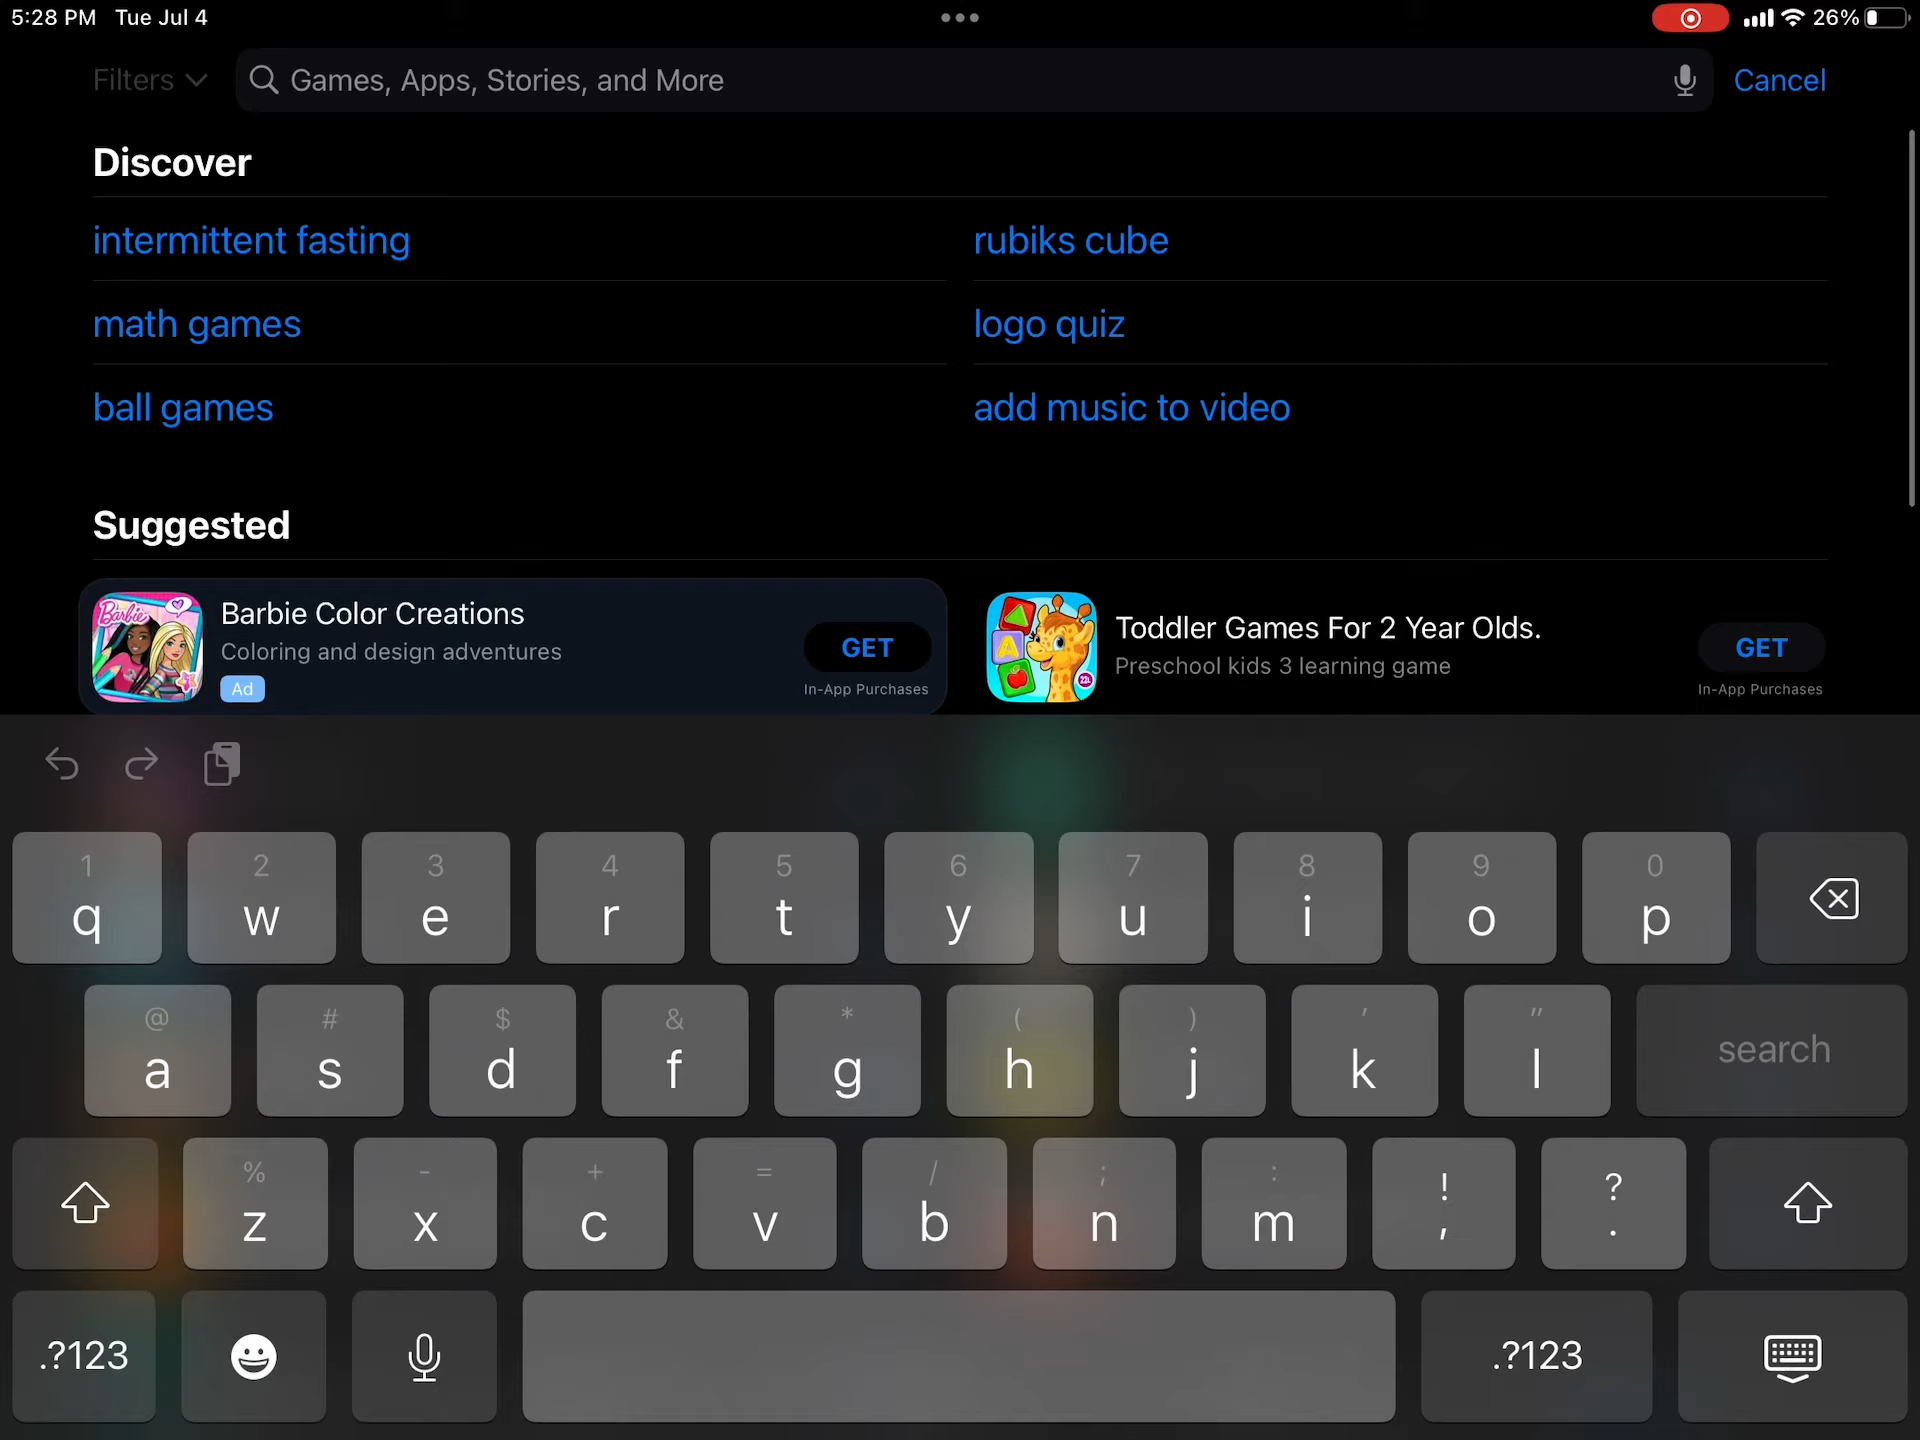 5:28 PM Tue Jul 4
26%
Filters
Games, Apps, Stories, and More
Cancel
Discover
intermittent fasting
rubiks cube
math games
logo quiz
ball games
add music to video
Suggested
Barbie
Barbie Color Creations
Coloring and design adventures
Ad
GET
In-App Purchases
A
Toddler Games For 2 Year Olds.
Preschool kids 3 learning game
GET
In-App Purchases
1 2 3 4 5 6 7 8 9 0
q w e r t y u i o p
@ # $ & * ( ) ' "
a s d f g h j k l search
% - + = / ; : ! ?
z x c v b n m , .
.?123 .?123